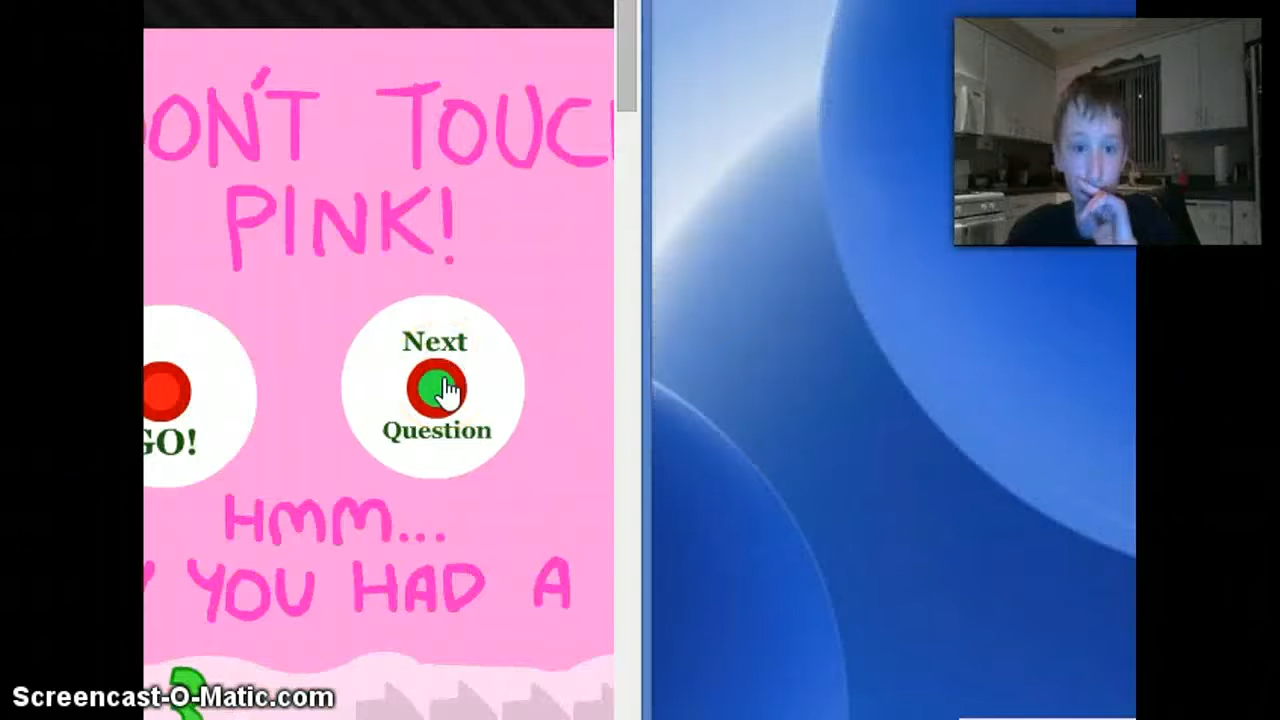 ON'T TOUC
PINK!
Next
Question
GO!
HMM...
YOU HAD A
Screencast-O-Matic.com